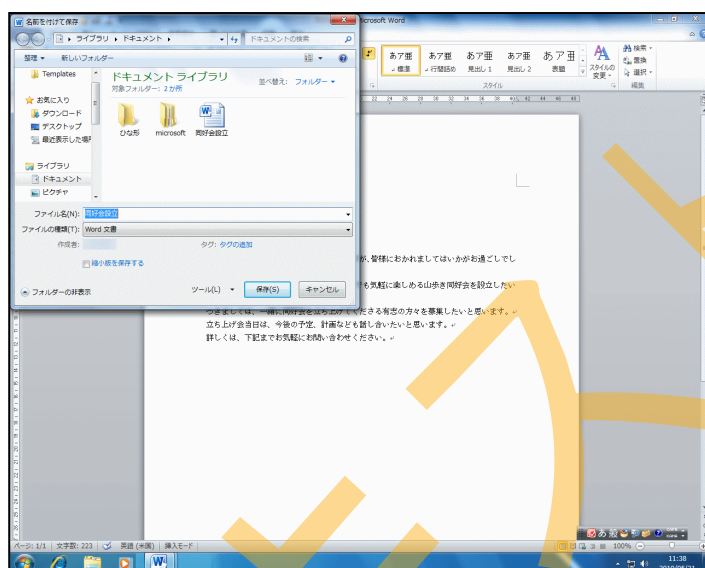 名前を付けて保存
Microsoft Word
ライブラリ ▸ ドキュメント ▸
ドキュメントの検索
整理 ▾ 新しいフォルダー
Templates
お気に入り
ダウンロード
デスクトップ
最近表示した場所
ライブラリ
ドキュメント
ピクチャ
ドキュメント ライブラリ
対象フォルダー: 2 か所
並べ替え: フォルダー ▾
ひな形
microsoft
同好会設立
ファイル名(N): 同好会設立
ファイルの種類(T): Word 文書
作成者:
タグ: タグの追加
縮小版を保存する
フォルダーの非表示
ツール(L) ▾
保存(S)
キャンセル
あア亜 あア亜 あア亜 あア亜 あ ア 亜
標準 行間詰め 見出し 1 見出し 2 表題
スタイルの変更
検索
置換
選択
スタイル
編集
22 24 26 28 30 32 34 36 38 40 42 44 46 48
が、皆様におかれましてはいかがお過ごしでし
も気軽に楽しめる山歩き同好会を設立したい
つきましては、一緒に同好会を立ち上げてくださる有志の方々を募集したいと思います。
立ち上げ会当日は、今後の予定、計画なども話し合いたいと思います。
詳しくは、下記までお気軽にお問い合わせください。
ページ: 1/1 文字数: 223 英語 (米国) 挿入モード
あ 般
100%
11:38
2010/05/21